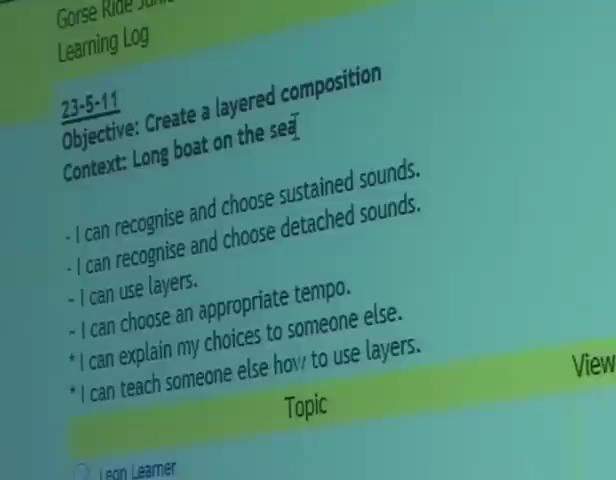 Gorse Ride
Learning Log
23-5-11
Objective: Create a layered composition
Context: Long boat on the sea
- I can recognise and choose sustained sounds.
- I can recognise and choose detached sounds.
- I can use layers.
- I can choose an appropriate tempo.
* I can explain my choices to someone else.
* I can teach someone else how to use layers.
Topic
View
Leon Learner